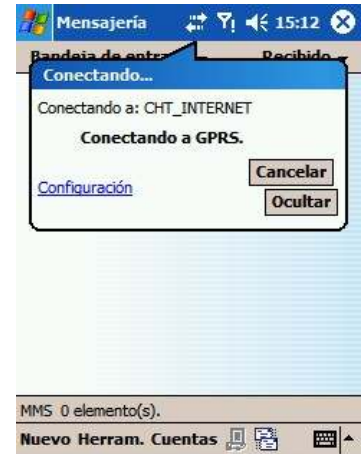 Mensajería 15:12
Bandeja de entra Recibido
Conectando...
Conectando a: CHT_INTERNET
Conectando a GPRS.
Cancelar
Configuración
Ocultar
MMS 0 elemento(s).
Nuevo Herram. Cuentas